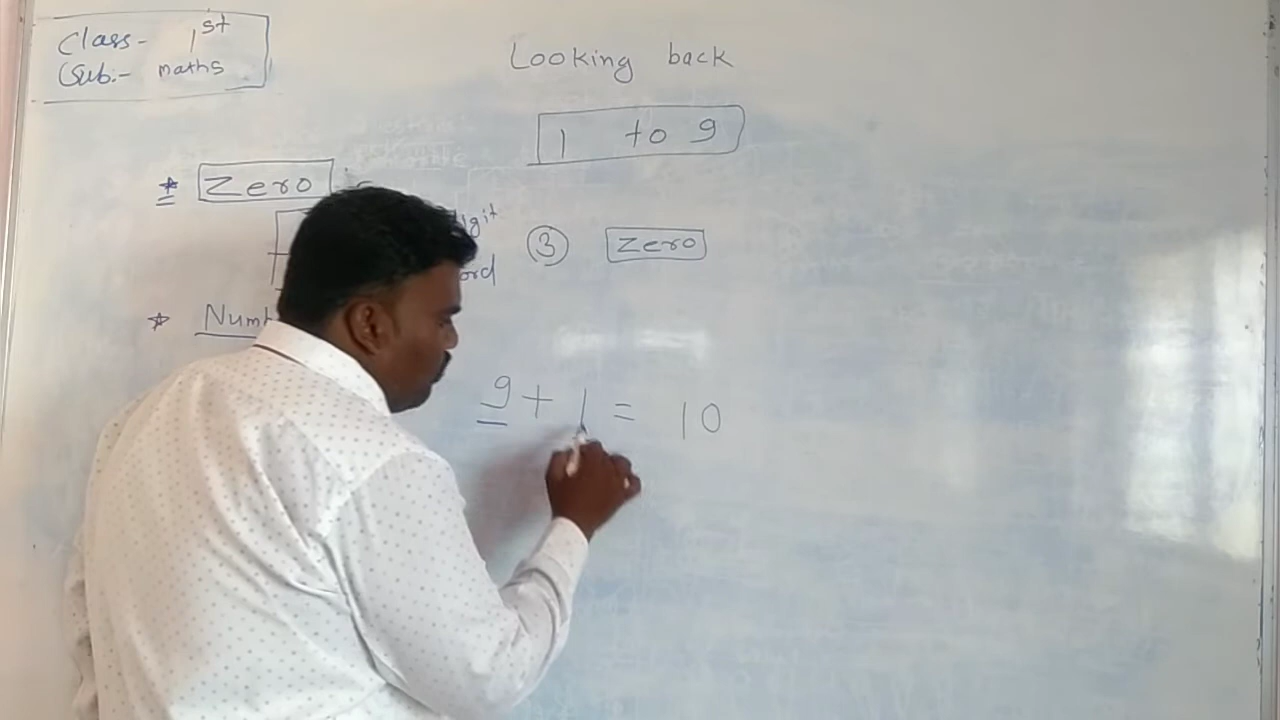 Class- 1st
Sub:- maths
Looking back
1 to 9
* Zero
③ Zero
*
9 + 1 = 10